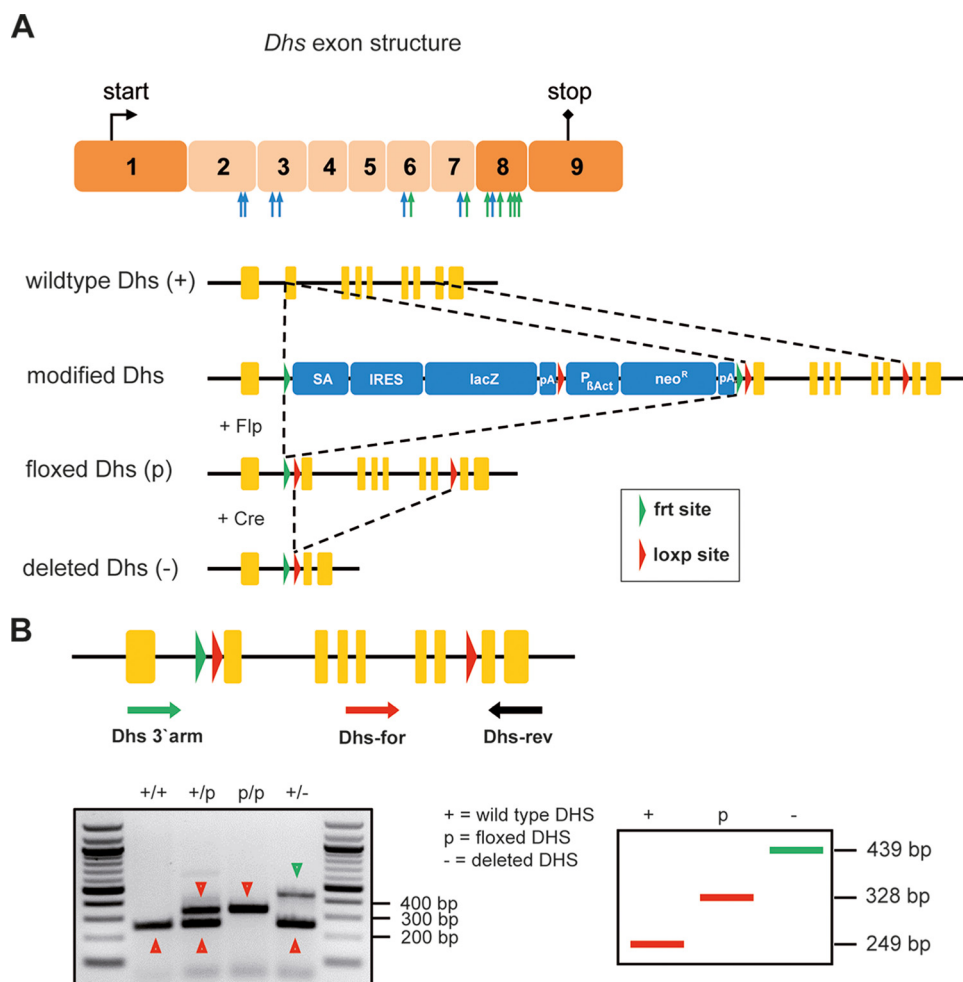 A
Dhs exon structure
start
stop
1 2 3 4 5 6 7 8 9
wildtype Dhs (+)
modified Dhs
SA IRES lacZ pA PßAct neoR pA
+ Flp
floxed Dhs (p)
+ Cre
deleted Dhs (-)
frt site
loxp site
B
Dhs 3`arm
Dhs-for
Dhs-rev
+/+ +/p p/p +/-
400 bp
300 bp
200 bp
+ = wild type DHS
p = floxed DHS
- = deleted DHS
+ p -
439 bp
328 bp
249 bp